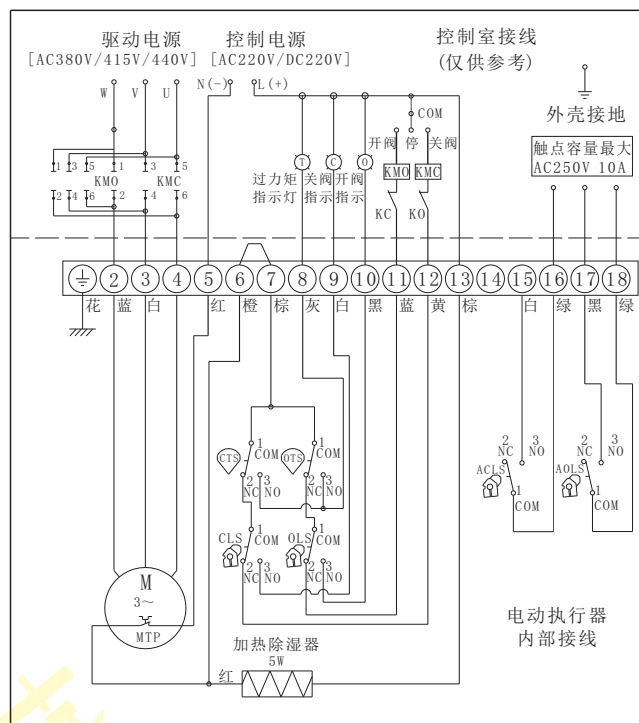 驱动电源 控制电源 控制室接线
[AC380V/415V/440V] [AC220V/DC220V] (仅供参考)
W V U N(-) L(+)
COM
外壳接地
开阀 停 关阀
触点容量最大
AC250V 10A
1 3 5 1 3 5
T C O
KMO KMC
KMO KMC
过力矩 关阀 开阀
指示灯 指示 指示
2 4 6 2 4 6
KC KO
2 3 4 5 6 7 8 9 10 11 12 13 14 15 16 17 18
花 蓝 白 红 橙 棕 灰 白 黑 蓝 黄 棕 白 绿 黑 绿
1 1
CTS COM OTS COM
2 3 2 3
NC NO NC NO
2 3 2 3
NC NO NC NO
ACLS AOLS
1 1
COM COM
CLS 1 OLS 1
COM COM
2 3 2 3
NC NO NC NO
M
3~
MTP
电动执行器
内部接线
加热除湿器
5W
红